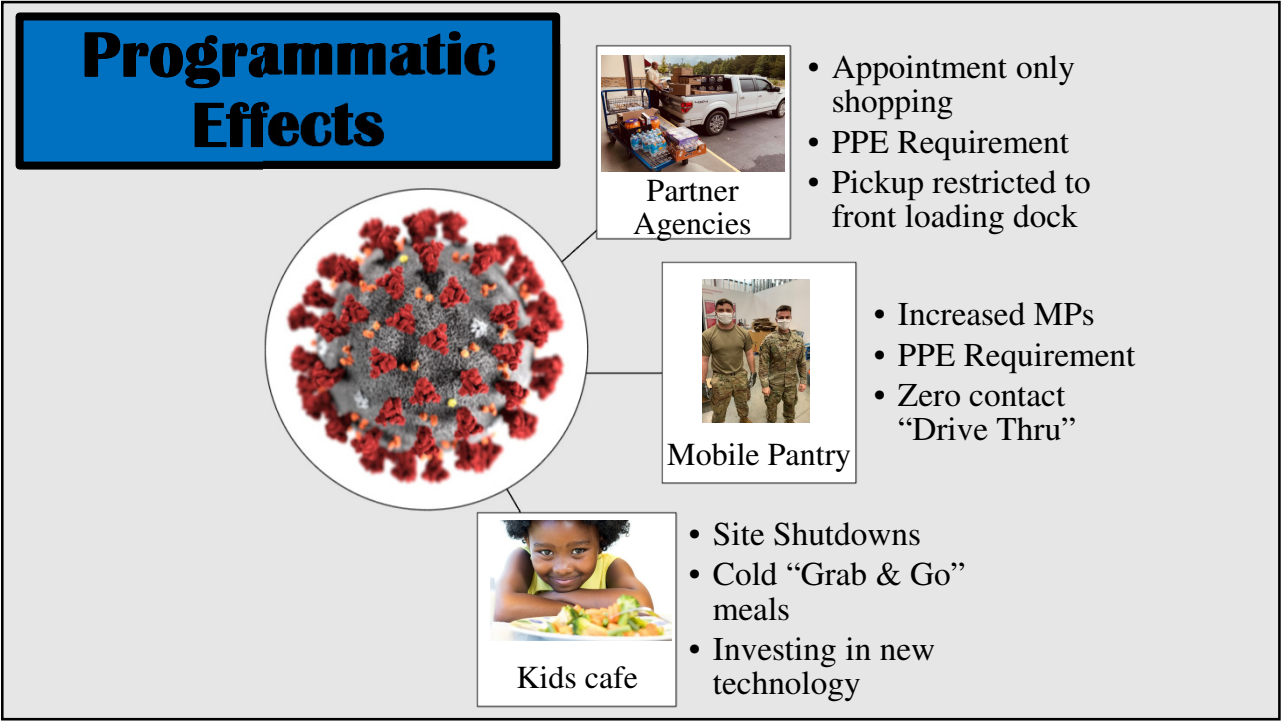 Programmatic
Effects
Partner
Agencies
• Appointment only
shopping
• PPE Requirement
• Pickup restricted to
front loading dock
Mobile Pantry
• Increased MPs
• PPE Requirement
• Zero contact
“Drive Thru”
Kids cafe
• Site Shutdowns
• Cold “Grab & Go”
meals
• Investing in new
technology